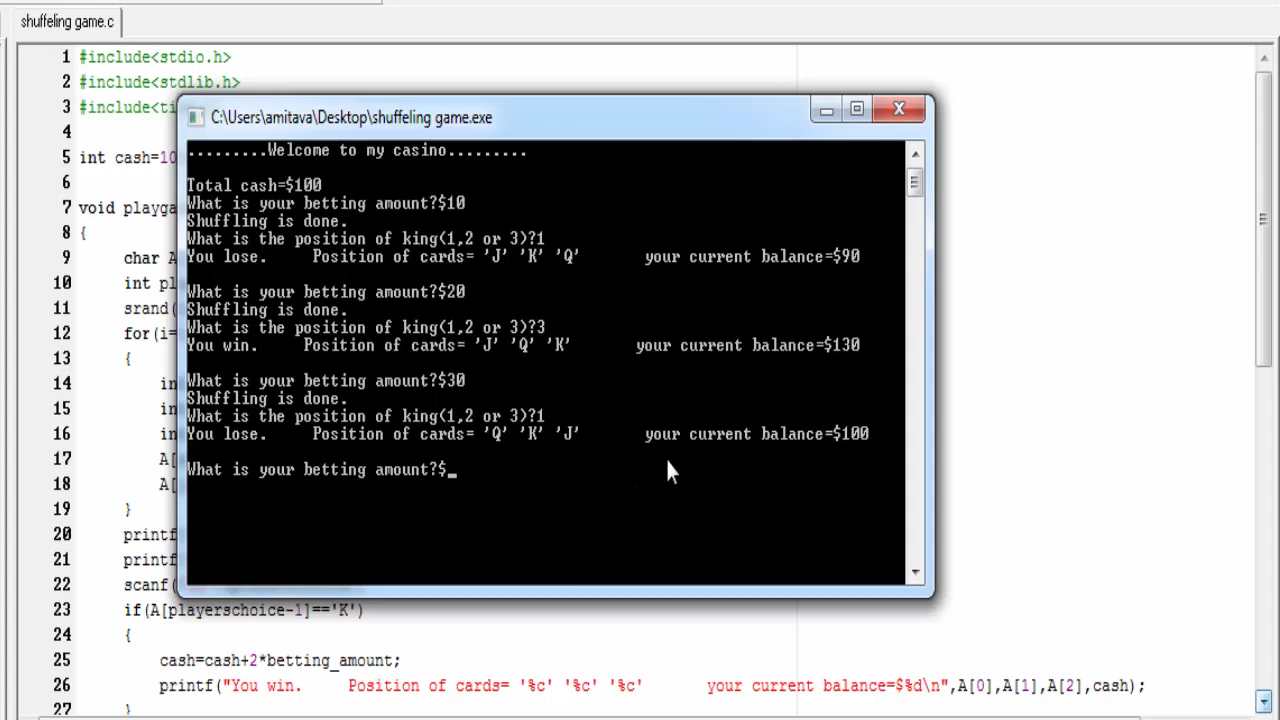 shuffeling game.c
1 #include<stdio.h>
2 #include<stdlib.h>
3 #include<ti
4
5 int cash=10
6
7 void playga
8 {
9 char A
10 int pl
11 srand(
12 for(i=
13 {
14 in
15 in
16 in
17 A[
18 A[
19 }
20 printf
21 printf
22 scanf(
23 if(A[playerschoice-1]=='K')
24 {
25 cash=cash+2*betting_amount;
26 printf("You win. Position of cards= '%c' '%c' '%c' your current balance=$%d\n",A[0],A[1],A[2],cash);
27 }
C:\Users\amitava\Desktop\shuffeling game.exe
.........Welcome to my casino.........
Total cash=$100
What is your betting amount?$10
Shuffling is done.
What is the position of king(1,2 or 3)?1
You lose. Position of cards= 'J' 'K' 'Q' your current balance=$90
What is your betting amount?$20
Shuffling is done.
What is the position of king(1,2 or 3)?3
You win. Position of cards= 'J' 'Q' 'K' your current balance=$130
What is your betting amount?$30
Shuffling is done.
What is the position of king(1,2 or 3)?1
You lose. Position of cards= 'Q' 'K' 'J' your current balance=$100
What is your betting amount?$_